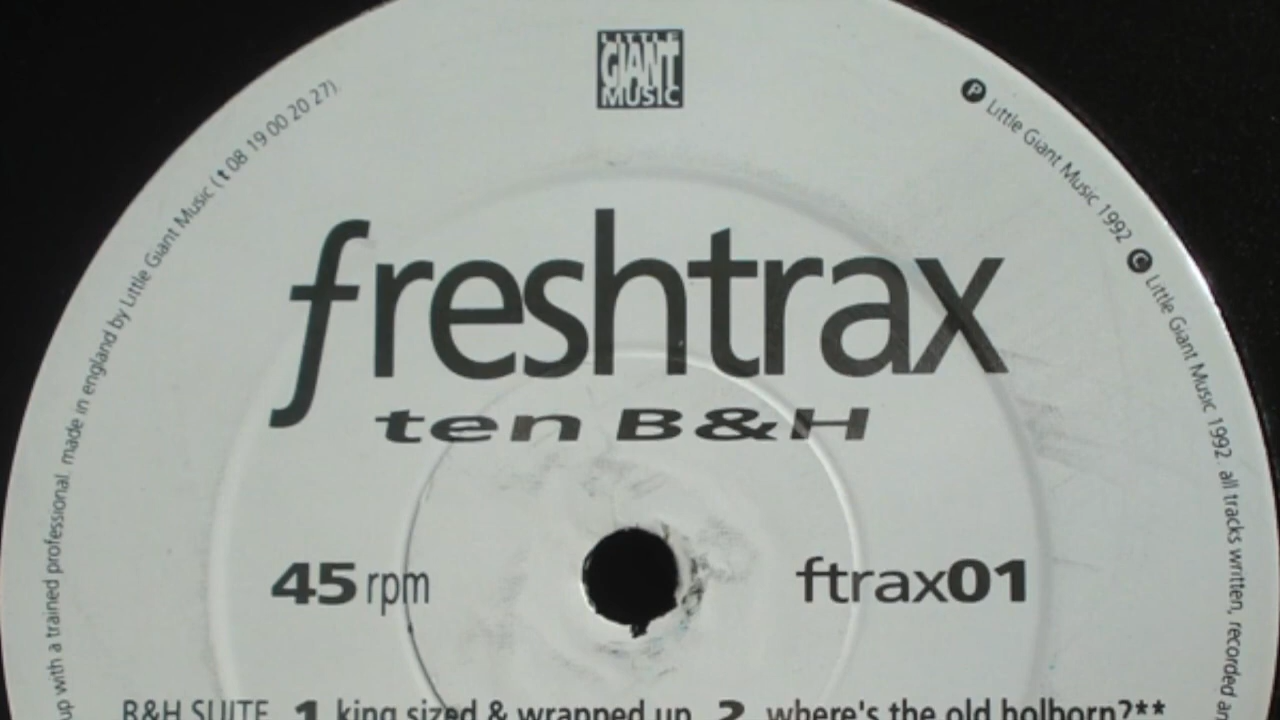 LITTLE
GIANT
MUSIC
up with a trained professional. made in england by Little Giant Music (t 08 19 00 20 27)
Ⓟ Little Giant Music 1992 © Little Giant Music 1992. all tracks written, recorded
freshtrax
ten B&H
45 rpm
ftrax01
B&H SUITE 1 king sized & wrapped up 2 where's the old holborn?**